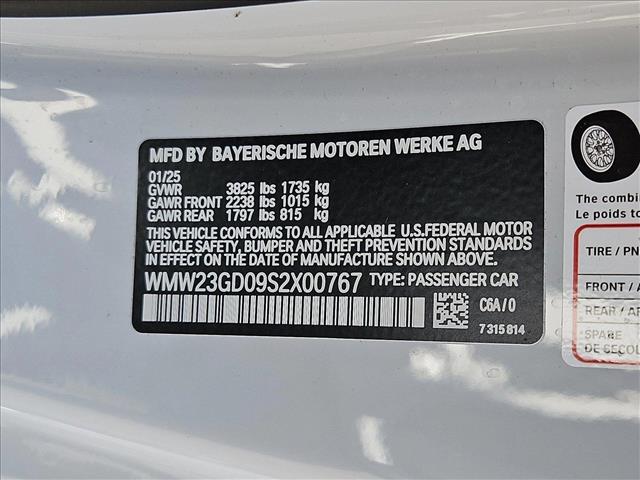 MFD BY BAYERISCHE MOTOREN WERKE AG
01/25
GVWR 3825 lbs 1735 kg
GAWR FRONT 2238 lbs 1015 kg
GAWR REAR 1797 lbs 815 kg
THIS VEHICLE CONFORMS TO ALL APPLICABLE U.S.FEDERAL MOTOR
VEHICLE SAFETY, BUMPER AND THEFT PREVENTION STANDARDS
IN EFFECT ON THE DATE OF MANUFACTURE SHOWN ABOVE.
WMW23GD09S2X00767 TYPE: PASSENGER CAR
C6A/0
7315814
The combin
Le poids to
TIRE / PN
FRONT / A
REAR / AR
SPARE
DE SECOU